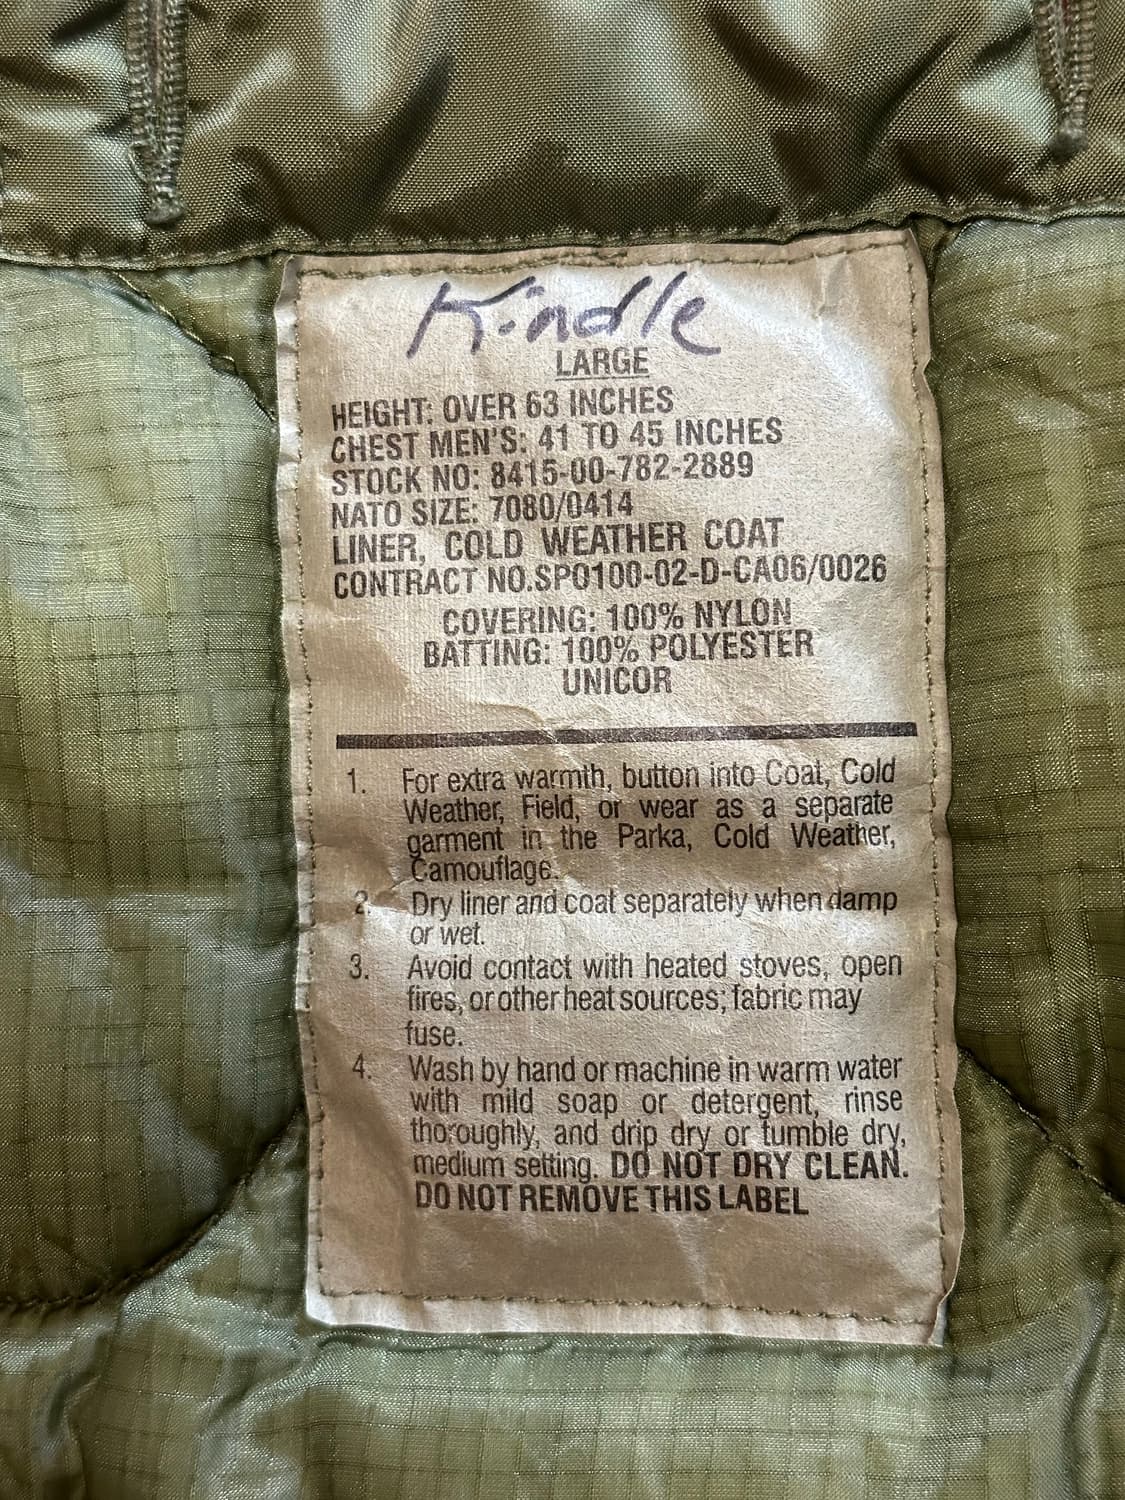 Kindle
LARGE
HEIGHT: OVER 63 INCHES
CHEST MEN'S: 41 TO 45 INCHES
STOCK NO: 8415-00-782-2889
NATO SIZE: 7080/0414
LINER, COLD WEATHER COAT
CONTRACT NO.SP0100-02-D-CA06/0026
COVERING: 100% NYLON
BATTING: 100% POLYESTER
UNICOR
1. For extra warmth, button into Coat, Cold
Weather, Field, or wear as a separate
garment in the Parka, Cold Weather,
Camouflage.
2. Dry liner and coat separately when damp
or wet.
3. Avoid contact with heated stoves, open
fires, or other heat sources; fabric may
fuse.
4. Wash by hand or machine in warm water
with mild soap or detergent, rinse
thoroughly, and drip dry or tumble dry,
medium setting. DO NOT DRY CLEAN.
DO NOT REMOVE THIS LABEL